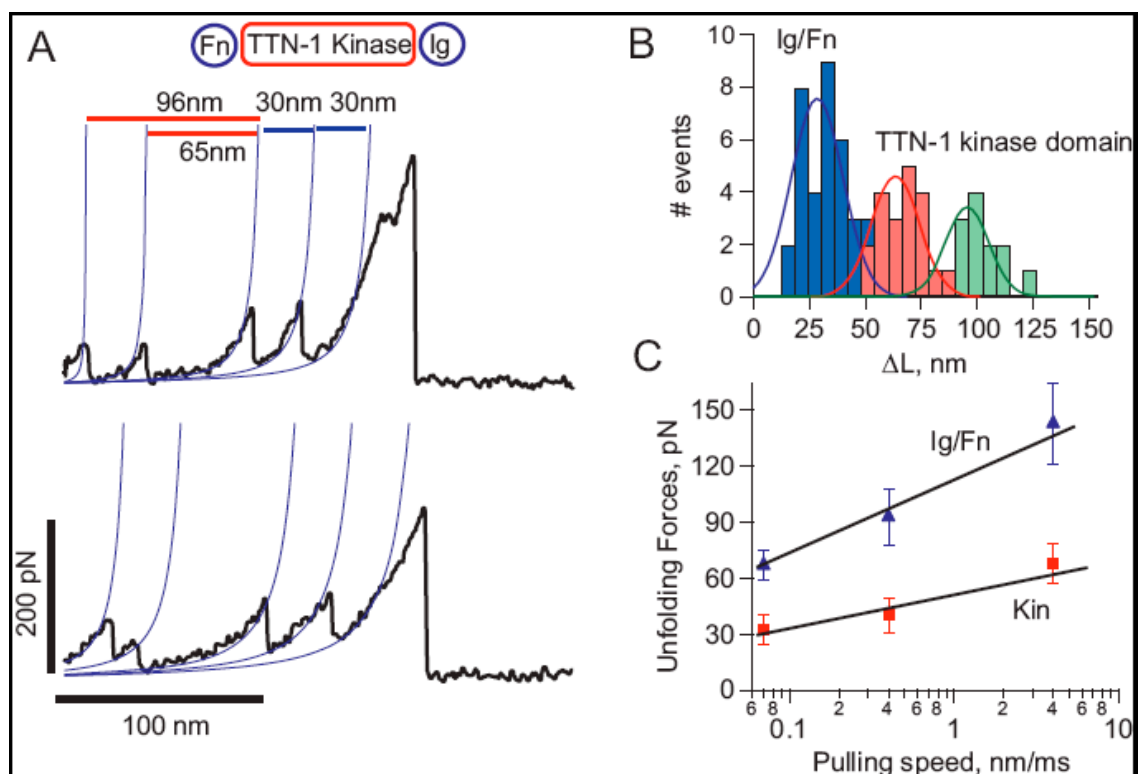 A
Fn TTN-1 Kinase Ig
96nm 30nm 30nm
65nm
200 pN
100 nm
B
10
8
6
4
2
0
# events
Ig/Fn
TTN-1 kinase domain
0 25 50 75 100 125 150
ΔL, nm
C
150
120
90
60
30
0
Unfolding Forces, pN
Ig/Fn
Kin
6 8 0.1 2 4 6 8 1 2 4 6 8 10
Pulling speed, nm/ms